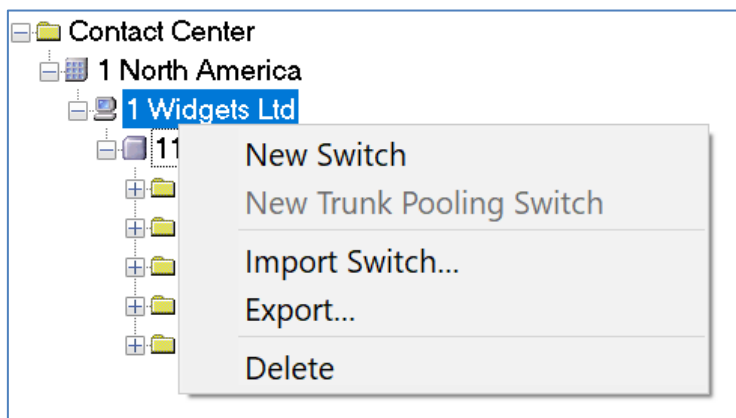 Contact Center
1 North America
1 Widgets Ltd
11
New Switch
New Trunk Pooling Switch
Import Switch...
Export...
Delete